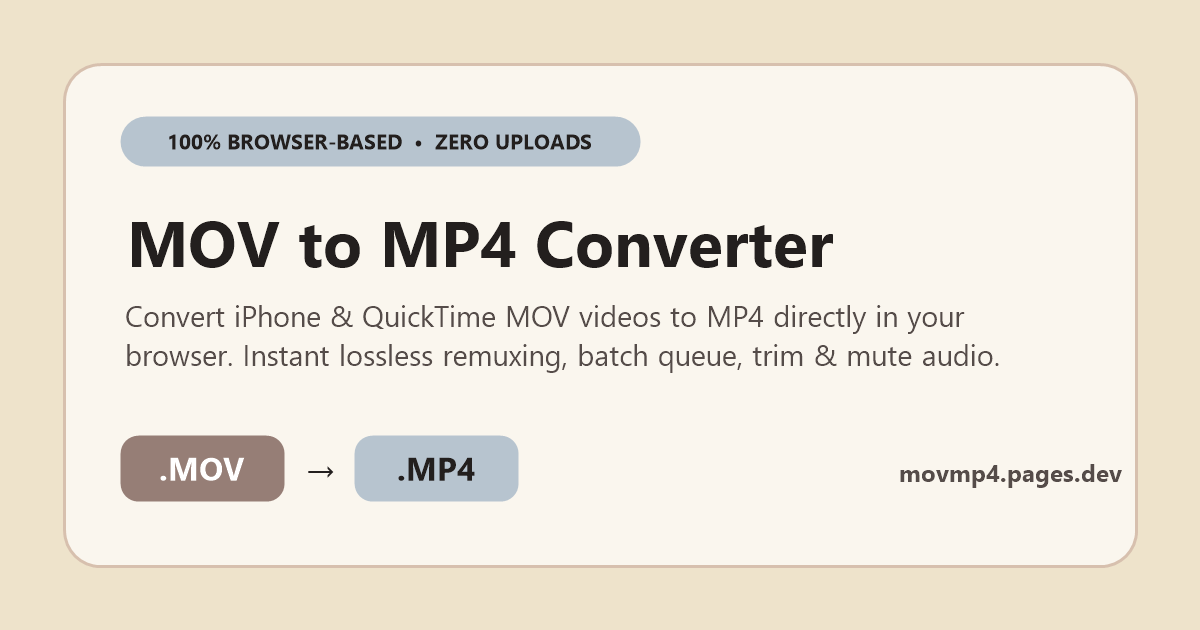 100% BROWSER-BASED • ZERO UPLOADS
MOV to MP4 Converter
Convert iPhone & QuickTime MOV videos to MP4 directly in your
browser. Instant lossless remuxing, batch queue, trim & mute audio.
.MOV → .MP4
movmp4.pages.dev